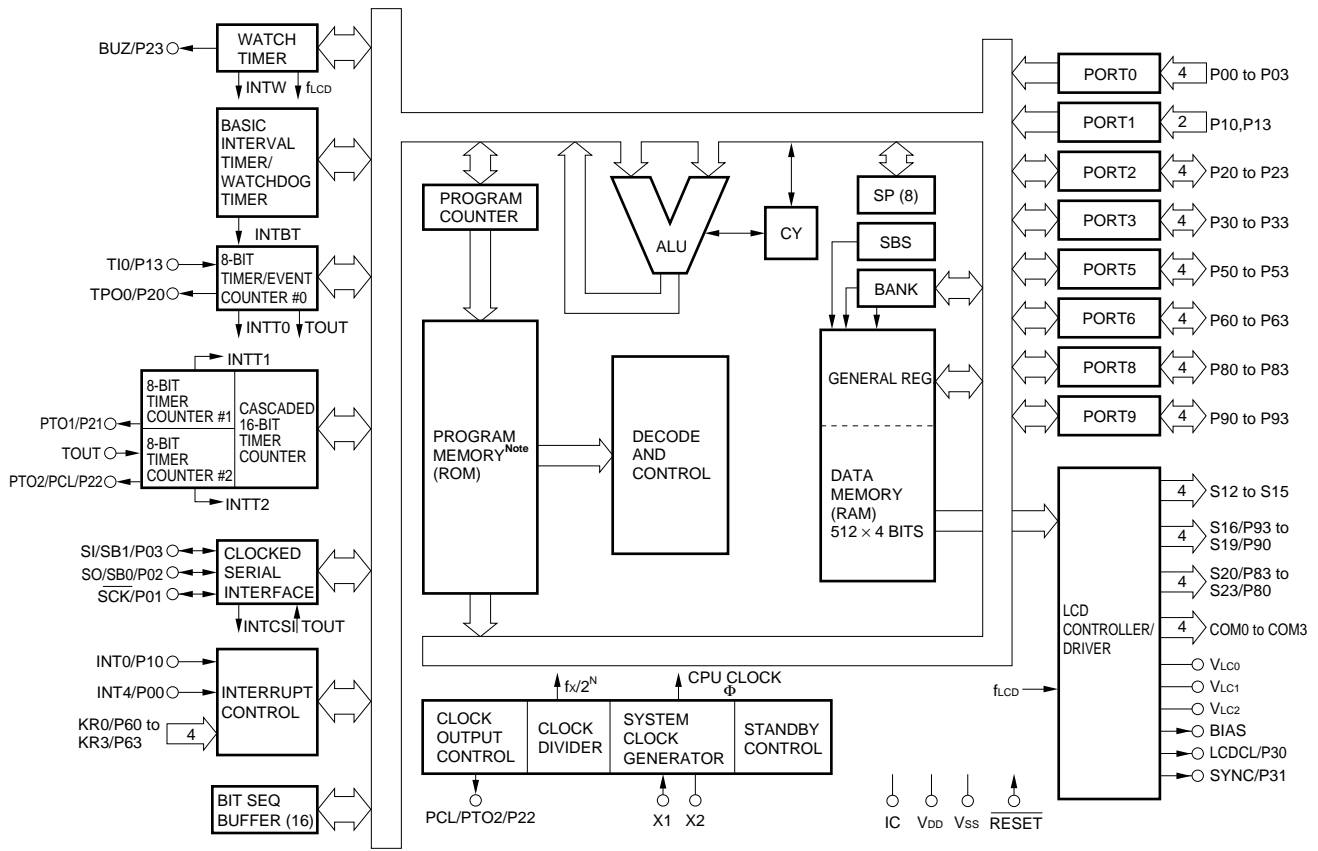 BUZ/P23
WATCH
TIMER
INTW
fLCD
BASIC
INTERVAL
TIMER/
WATCHDOG
TIMER
INTBT
TI0/P13
TPO0/P20
8-BIT
TIMER/EVENT
COUNTER #0
INTT0
TOUT
INTT1
8-BIT
TIMER
COUNTER #1
8-BIT
TIMER
COUNTER #2
CASCADED
16-BIT
TIMER
COUNTER
PTO1/P21
TOUT
PTO2/PCL/P22
INTT2
SI/SB1/P03
SO/SB0/P02
SCK/P01
CLOCKED
SERIAL
INTERFACE
INTCSI
TOUT
INT0/P10
INT4/P00
KR0/P60 to
KR3/P63
4
INTERRUPT
CONTROL
BIT SEQ
BUFFER (16)
PROGRAM
COUNTER
ALU
CY
SP (8)
SBS
BANK
PROGRAM
MEMORY Note
(ROM)
DECODE
AND
CONTROL
GENERAL REG
DATA
MEMORY
(RAM)
512 × 4 BITS
fX/2N
CPU CLOCK
Φ
CLOCK
OUTPUT
CONTROL
CLOCK
DIVIDER
SYSTEM
CLOCK
GENERATOR
STANDBY
CONTROL
PCL/PTO2/P22
X1
X2
IC
VDD
VSS
RESET
PORT0
4
P00 to P03
PORT1
2
P10,P13
PORT2
4
P20 to P23
PORT3
4
P30 to P33
PORT5
4
P50 to P53
PORT6
4
P60 to P63
PORT8
4
P80 to P83
PORT9
4
P90 to P93
LCD
CONTROLLER/
DRIVER
fLCD
4
S12 to S15
4
S16/P93 to
S19/P90
4
S20/P83 to
S23/P80
4
COM0 to COM3
VLC0
VLC1
VLC2
BIAS
LCDCL/P30
SYNC/P31